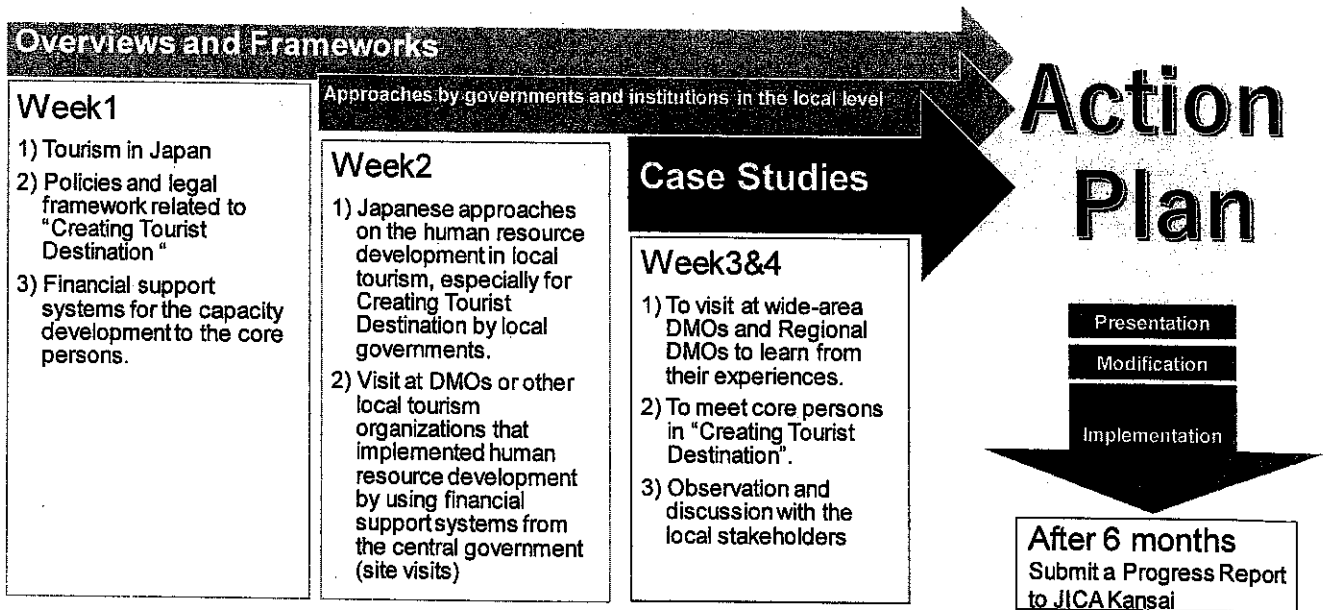 Overviews and Frameworks
Approaches by governments and institutions in the local level
Week1
1) Tourism in Japan
2) Policies and legal
framework related to
“Creating Tourist
Destination “
3) Financial support
systems for the capacity
development to the core
persons.
Week2
1) Japanese approaches
on the human resource
development in local
tourism, especially for
Creating Tourist
Destination by local
governments.
2) Visit at DMOs or other
local tourism
organizations that
implemented human
resource development
by using financial
support systems from
the central government
(site visits)
Case Studies
Week3&4
1) To visit at wide-area
DMOs and Regional
DMOs to learn from
their experiences.
2) To meet core persons
in “Creating Tourist
Destination”.
3) Observation and
discussion with the
local stakeholders
Action
Plan
Presentation
Modification
Implementation
After 6 months
Submit a Progress Report
to JICA Kansai